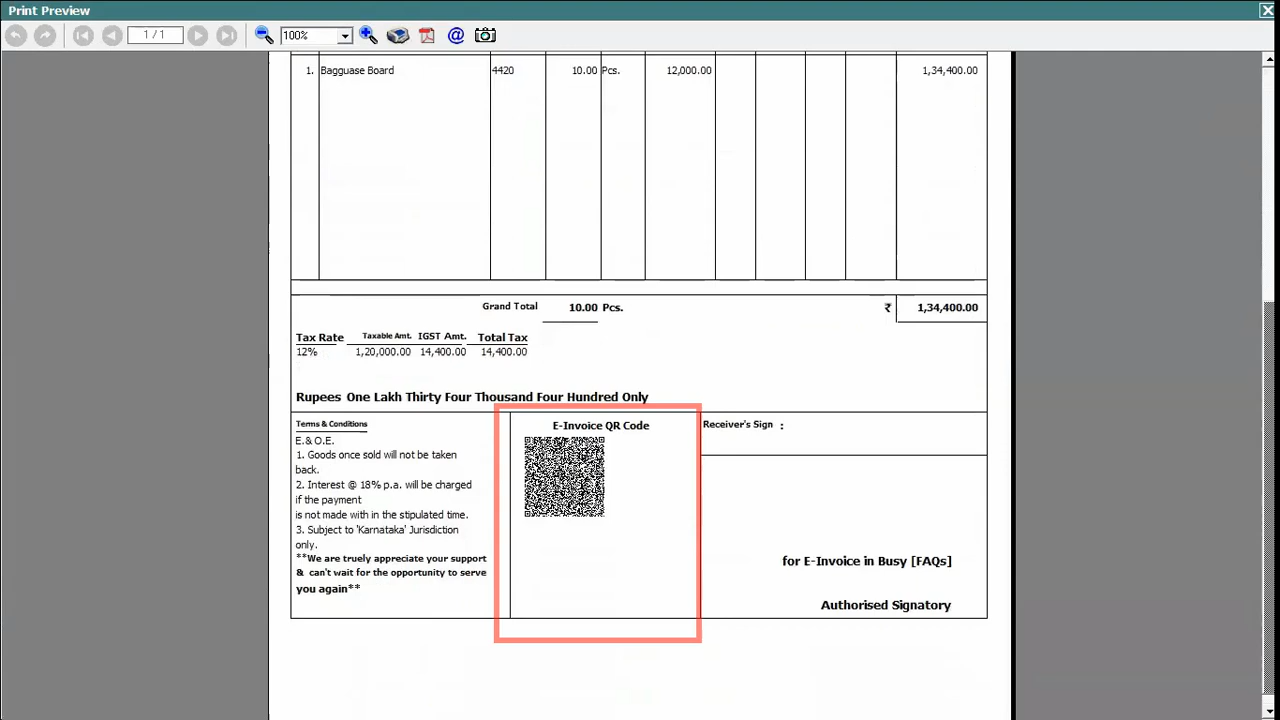 Print Preview
1 / 1
100%
1. Bagguase Board 4420 10.00 Pcs. 12,000.00 1,34,400.00
Grand Total 10.00 Pcs. ₹ 1,34,400.00
Tax Rate Taxable Amt. IGST Amt. Total Tax
12% 1,20,000.00 14,400.00 14,400.00
Rupees One Lakh Thirty Four Thousand Four Hundred Only
Terms & Conditions
E.& O.E.
1. Goods once sold will not be taken
back.
2. Interest @ 18% p.a. will be charged
if the payment
is not made with in the stipulated time.
3. Subject to 'Karnataka' Jurisdiction
only.
**We are truely appreciate your support
& can't wait for the opportunity to serve
you again**
E-Invoice QR Code
Receiver's Sign :
for E-Invoice in Busy [FAQs]
Authorised Signatory